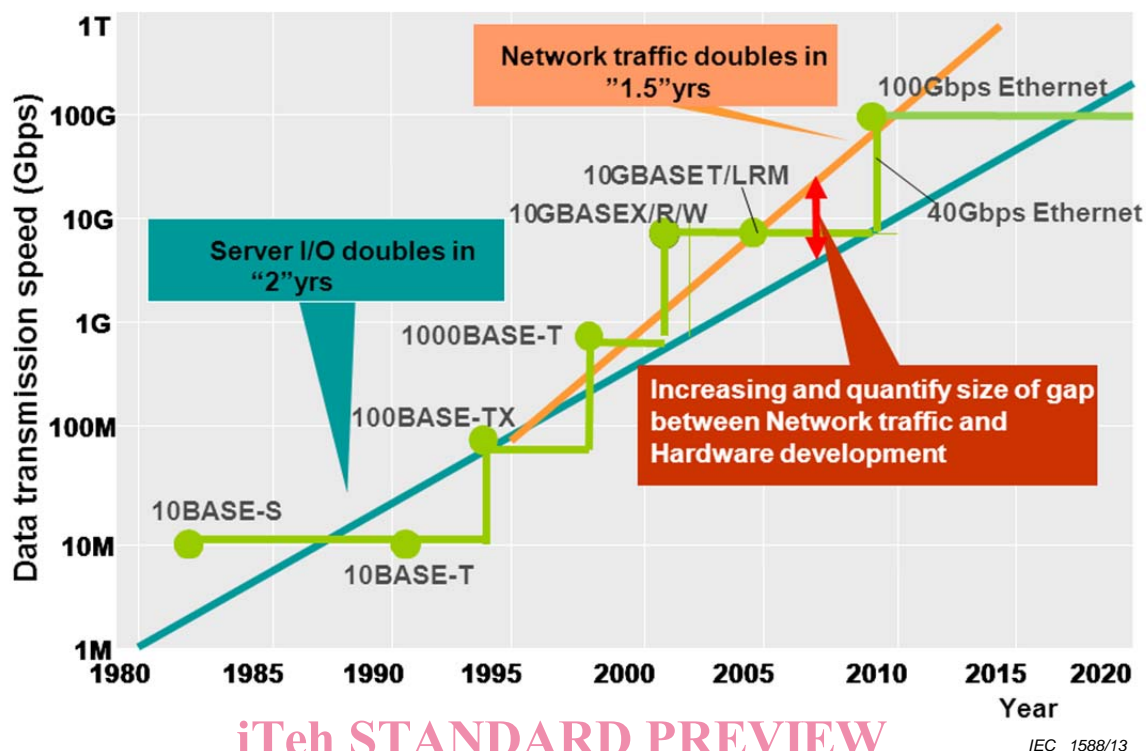 1T
Network traffic doubles in
”1.5”yrs
100Gbps Ethernet
100G
10GBASET/LRM
10GBASEX/R/W
40Gbps Ethernet
10G
Server I/O doubles in
“2”yrs
1000BASE-T
1G
Increasing and quantify size of gap
between Network traffic and
Hardware development
100BASE-TX
100M
10BASE-S
10M
10BASE-T
1M
Data transmission speed (Gbps)
1980 1985 1990 1995 2000 2005 2010 2015 2020
Year
iTeh STANDARD PREVIEW
IEC 1588/13